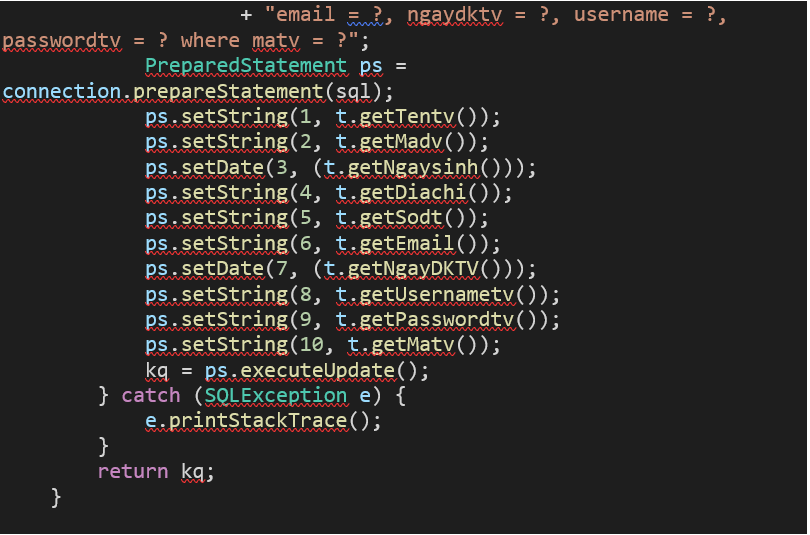 + "email = ?, ngaydktv = ?, username = ?,
passwordtv = ? where matv = ?";
PreparedStatement ps =
connection.prepareStatement(sql);
ps.setString(1, t.getTentv());
ps.setString(2, t.getMadv());
ps.setDate(3, (t.getNgaysinh()));
ps.setString(4, t.getDiachi());
ps.setString(5, t.getSodt());
ps.setString(6, t.getEmail());
ps.setDate(7, (t.getNgayDKTV()));
ps.setString(8, t.getUsernametv());
ps.setString(9, t.getPasswordtv());
ps.setString(10, t.getMatv());
kq = ps.executeUpdate();
} catch (SQLException e) {
e.printStackTrace();
}
return kq;
}